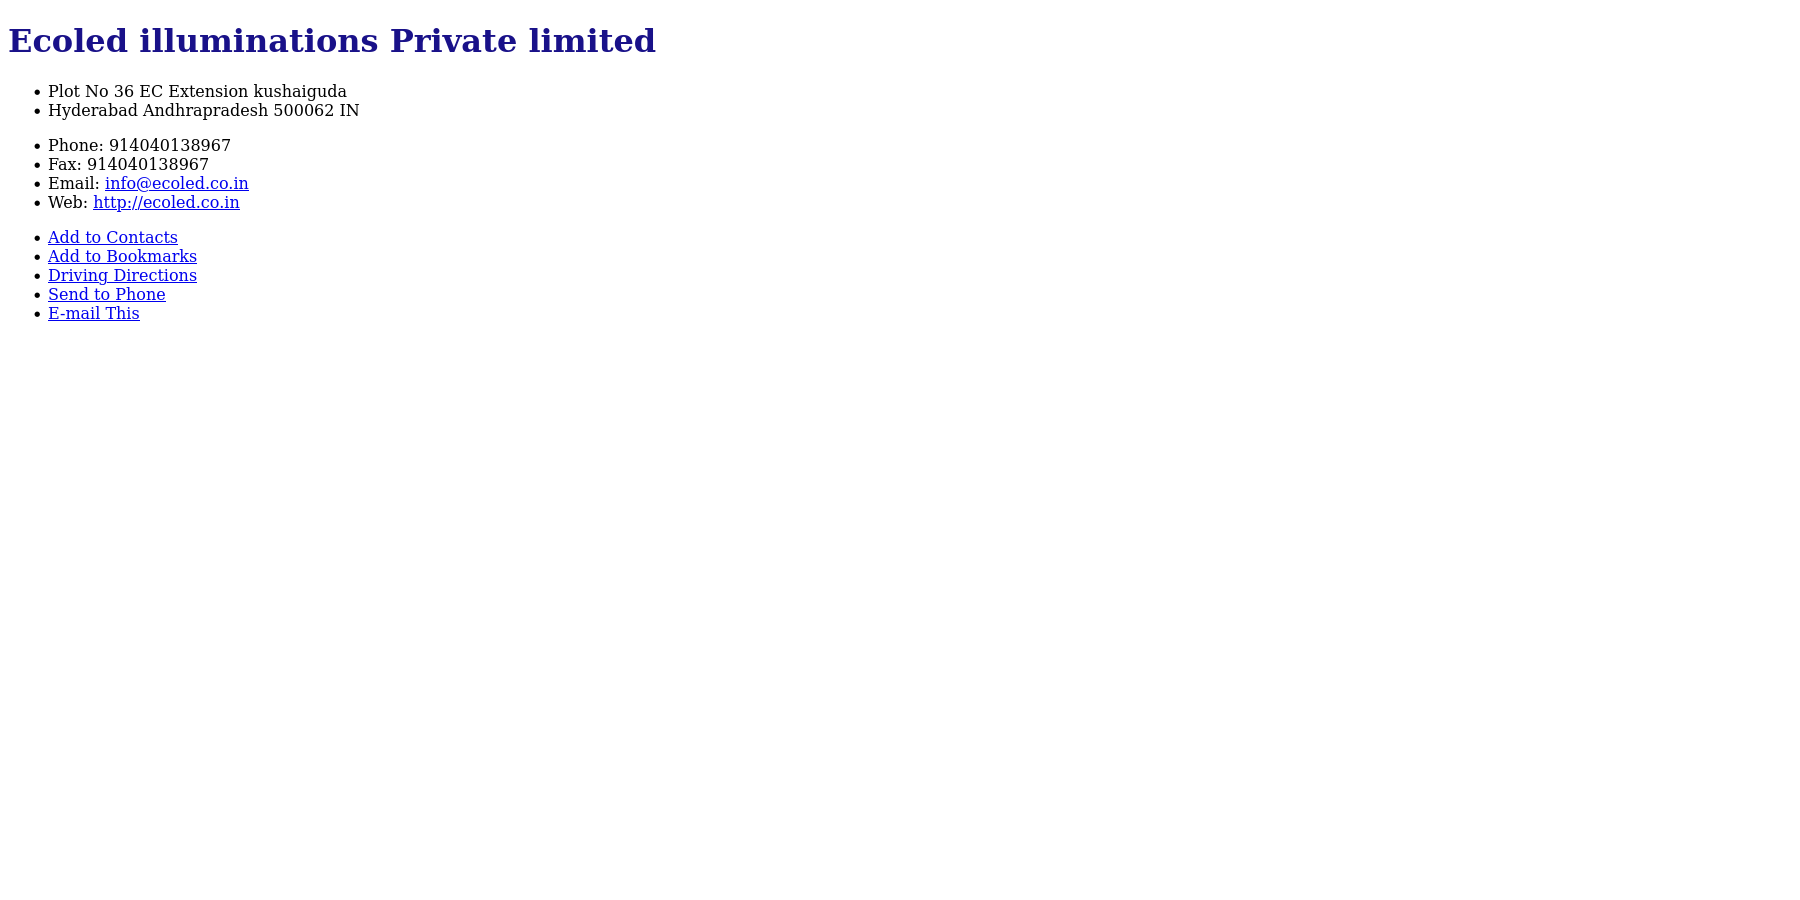 Ecoled illuminations Private limited
Plot No 36 EC Extension kushaiguda
Hyderabad Andhrapradesh 500062 IN
Phone: 914040138967
Fax: 914040138967
Email: info@ecoled.co.in
Web: http://ecoled.co.in
Add to Contacts
Add to Bookmarks
Driving Directions
Send to Phone
E-mail This